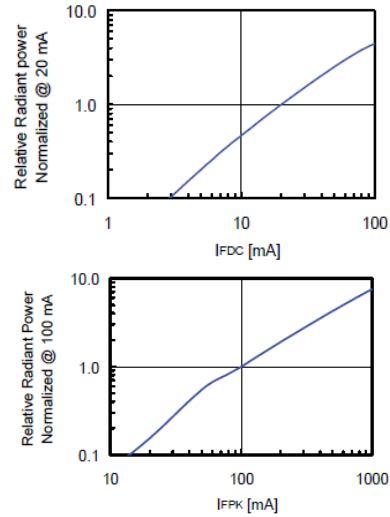 Relative Radiant power
Normalized @ 20 mA
10.0
1.0
0.1
1
10
100
IFDC [mA]
Relative Radiant Power
Normalized @ 100 mA
10.0
1.0
0.1
10
100
1000
IFPK [mA]